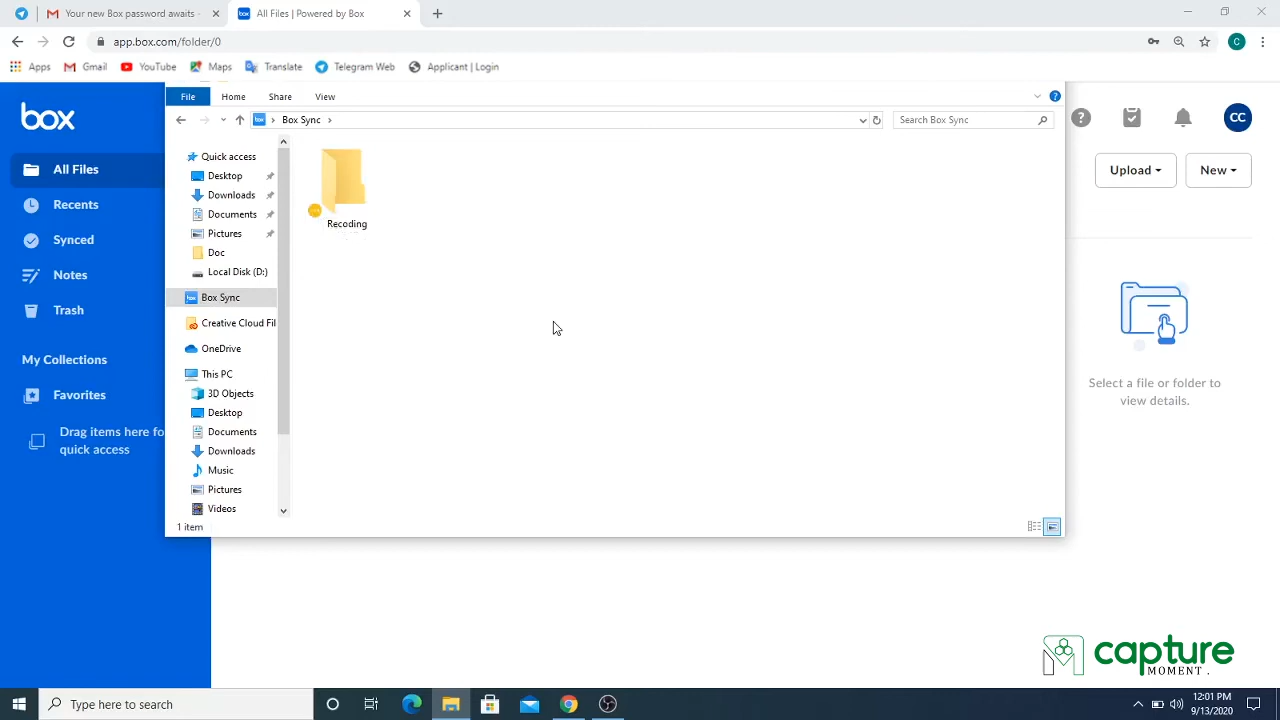 Your new Box password awaits -
All Files | Powered by Box
app.box.com/folder/0
C
Apps
Gmail
YouTube
Maps
Translate
Telegram Web
Applicant | Login
box
File
Home
Share
View
?
box
Box Sync
Search Box Sync
?
CC
All Files
Recents
Synced
Notes
Trash
My Collections
Favorites
Drag items here fo
quick access
Quick access
Desktop
Downloads
Documents
Pictures
Doc
Local Disk (D:)
Box Sync
Creative Cloud Fil
OneDrive
This PC
3D Objects
Desktop
Documents
Downloads
Music
Pictures
Videos
1 item
Recoding
Upload
New
Select a file or folder to
view details.
capture
MOMENT .
Type here to search
12:01 PM
9/13/2020